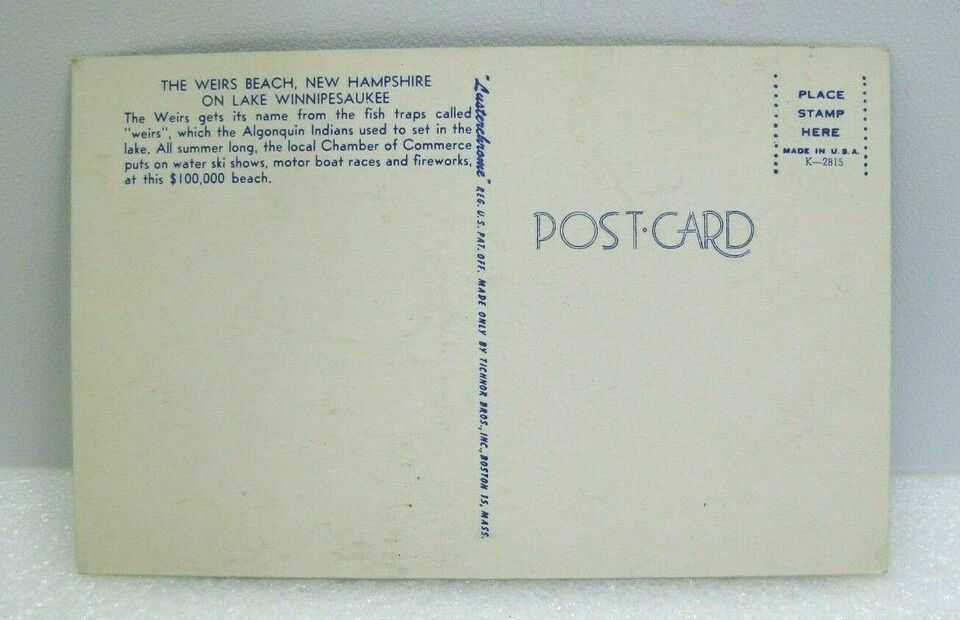 THE WEIRS BEACH, NEW HAMPSHIRE
ON LAKE WINNIPESAUKEE
The Weirs gets its name from the fish traps called
"weirs", which the Algonquin Indians used to set in the
lake. All summer long, the local Chamber of Commerce
puts on water ski shows, motor boat races and fireworks,
at this $100,000 beach.
"Lusterchrome" REG. U.S. PAT. OFF. MADE ONLY BY TICHNOR BROS., INC., BOSTON 15, MASS.
PLACE
STAMP
HERE
MADE IN U.S.A.
K—2815
POST·CARD